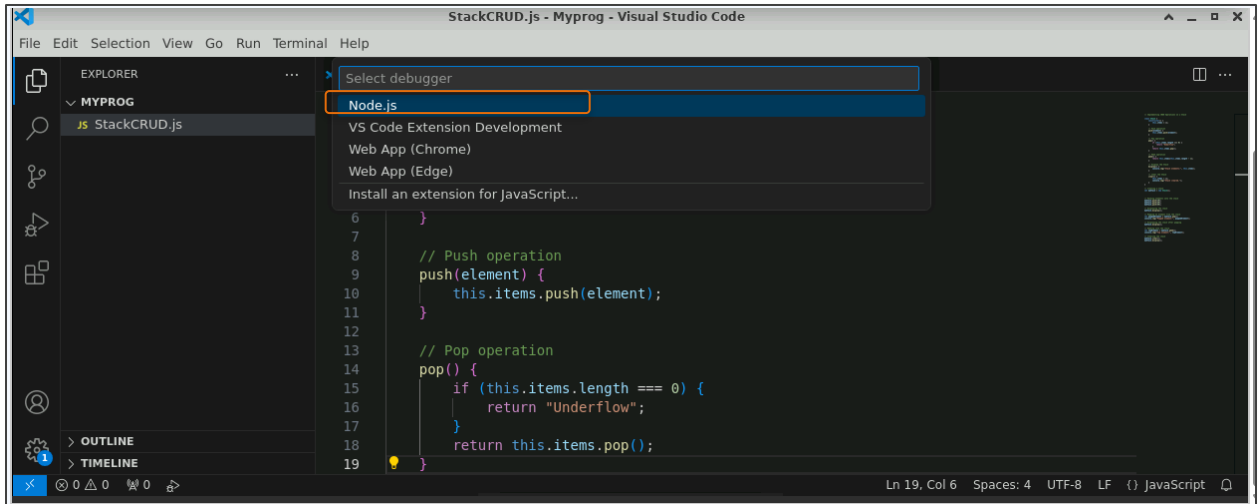 StackCRUD.js - Myprog - Visual Studio Code
File Edit Selection View Go Run Terminal Help
EXPLORER
MYPROG
JS StackCRUD.js
OUTLINE
TIMELINE
Select debugger
Node.js
VS Code Extension Development
Web App (Chrome)
Web App (Edge)
Install an extension for JavaScript...
6 }
7
8 // Push operation
9 push(element) {
10 this.items.push(element);
11 }
12
13 // Pop operation
14 pop() {
15 if (this.items.length === 0) {
16 return "Underflow";
17 }
18 return this.items.pop();
19 }
1
0 0 0 Ln 19, Col 6 Spaces: 4 UTF-8 LF {} JavaScript